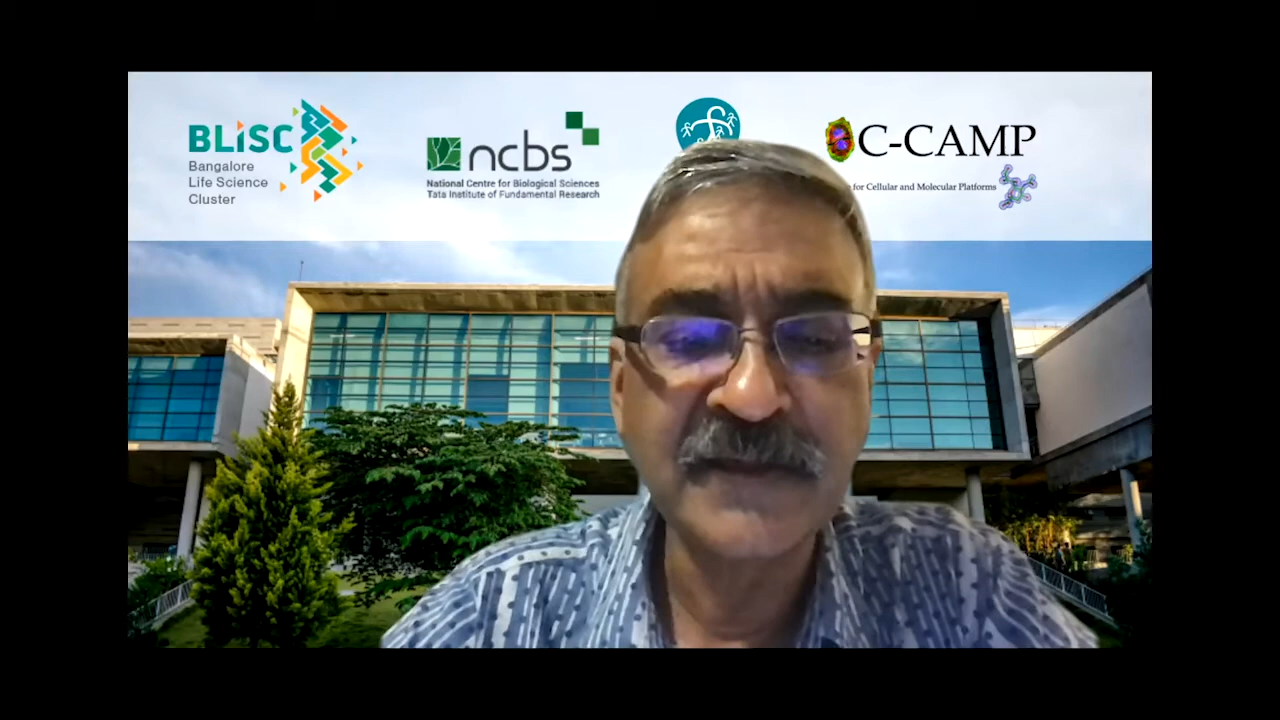 BLiSC
Bangalore
Life Science
Cluster
ncbs
National Centre for Biological Sciences
Tata Institute of Fundamental Research
C-CAMP
for Cellular and Molecular Platforms